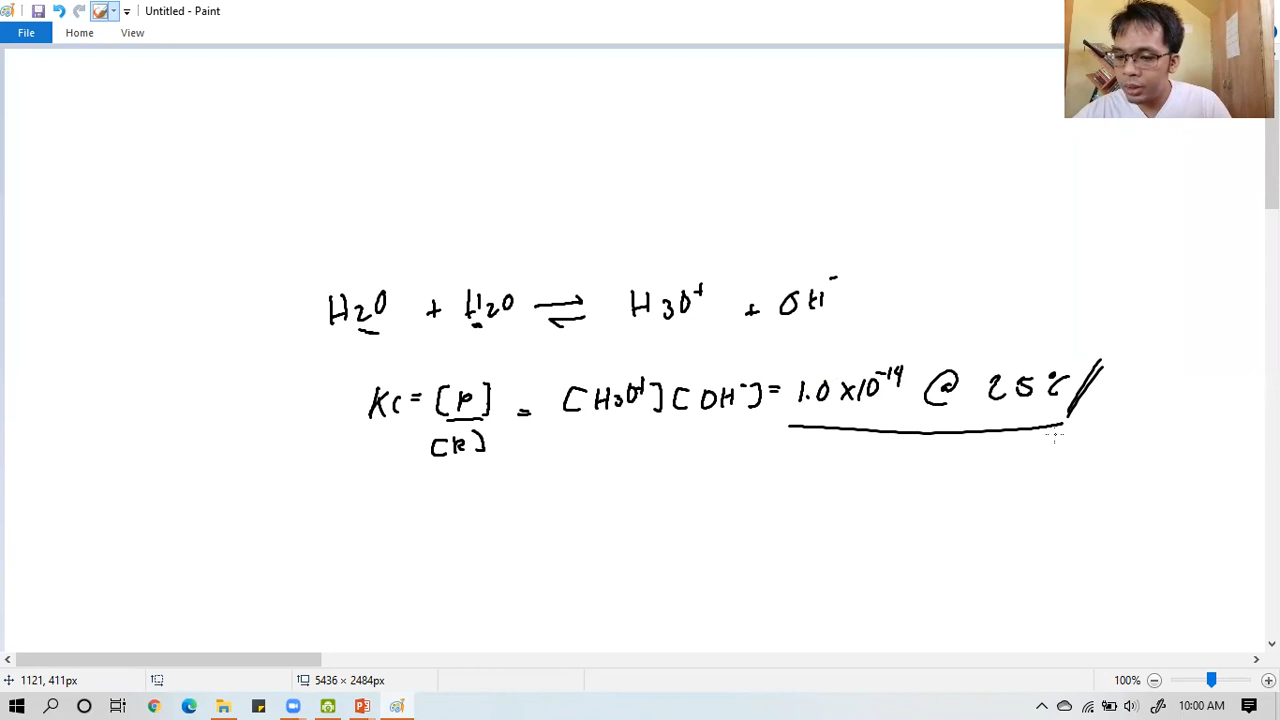 Untitled - Paint
File Home View
H2O + H2O ⇌ H3O+ + OH-
Kc = [P] = [H3O+][OH-] = 1.0 x 10-14 @ 25°C
[R]
1121, 411px 5436 × 2484px 100%
10:00 AM